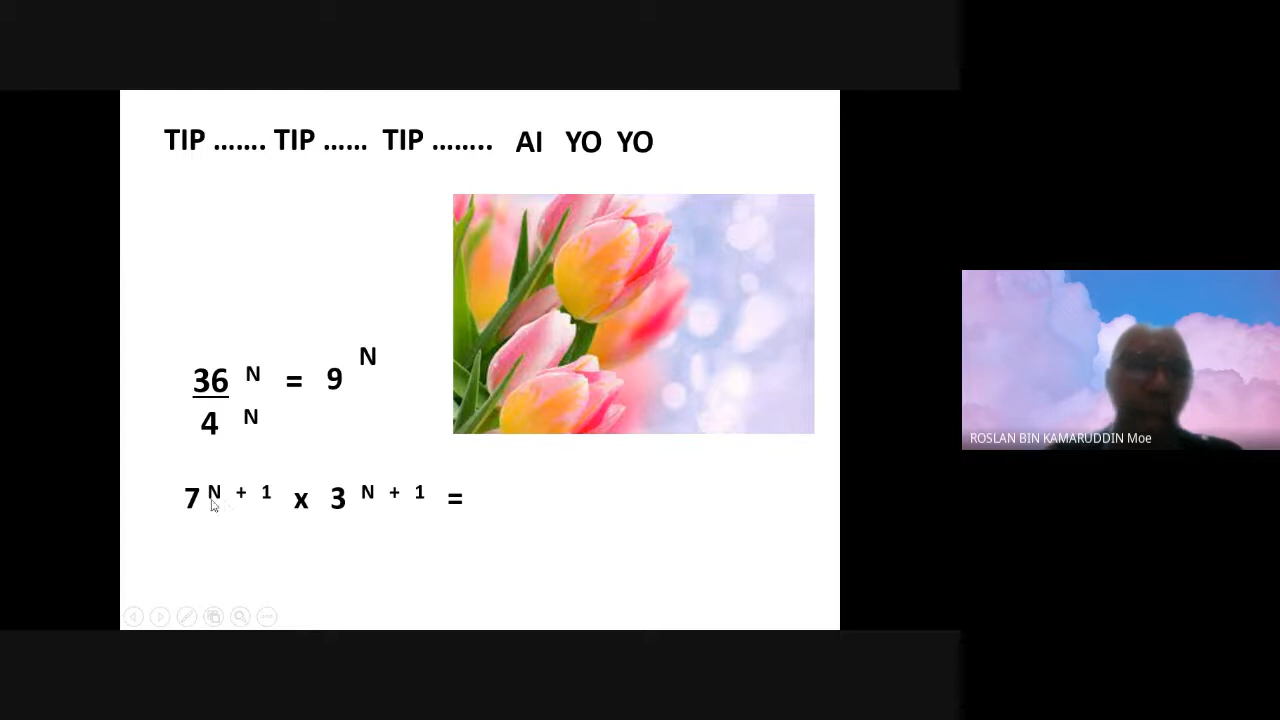 TIP ....... TIP ...... TIP ........ AI YO YO
36 N = 9 N
4 N
7 N + 1 x 3 N + 1 =
ROSLAN BIN KAMARUDDIN Moe